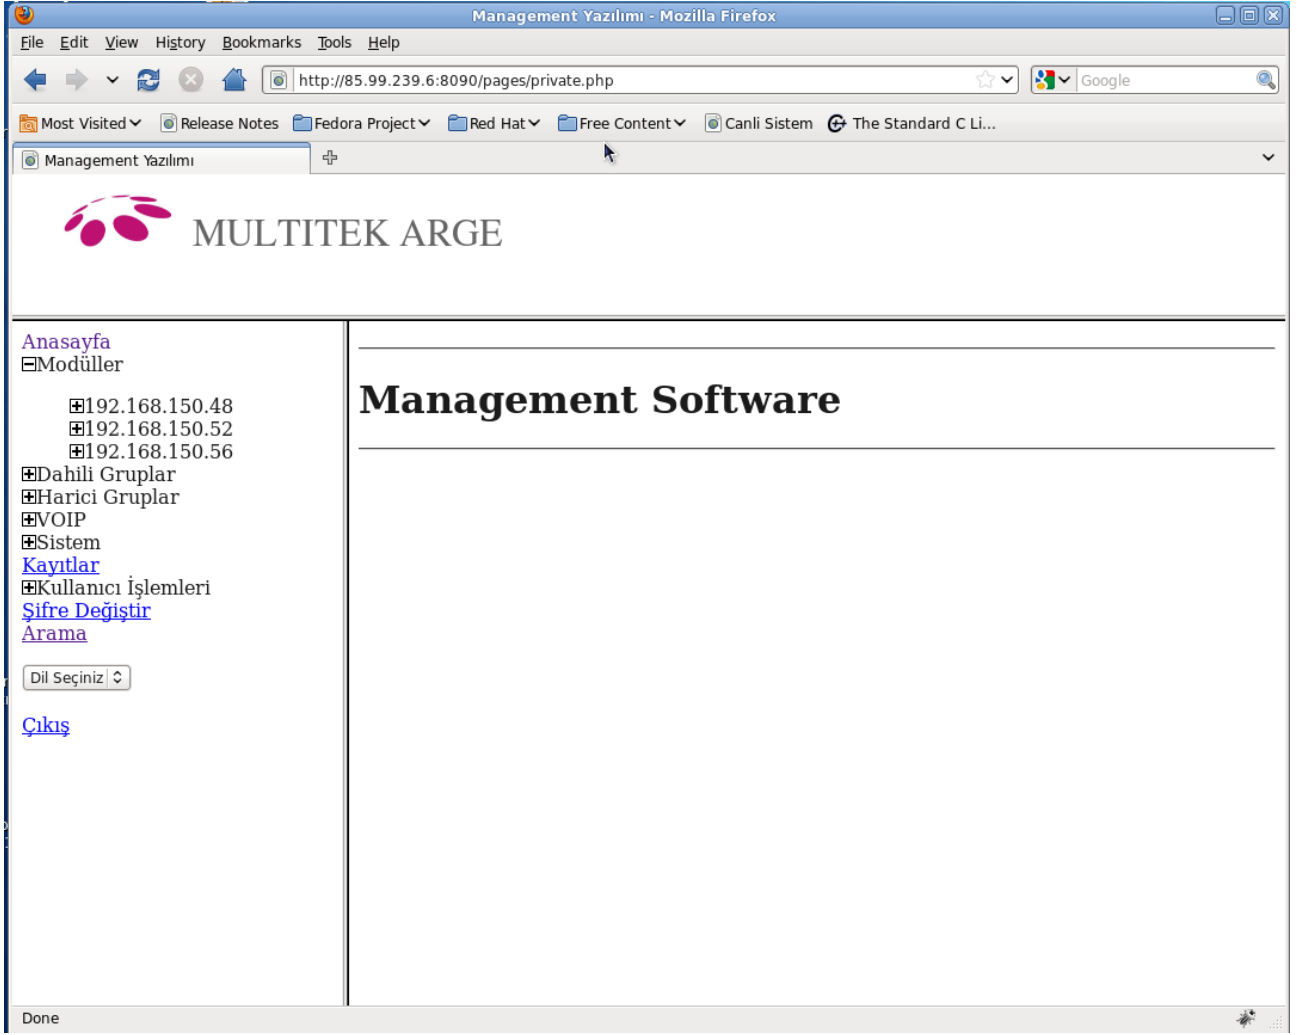 Management Yazılımı - Mozilla Firefox
File Edit View History Bookmarks Tools Help
http://85.99.239.6:8090/pages/private.php Google
Most Visited Release Notes Fedora Project Red Hat Free Content Canli Sistem The Standard C Li...
Management Yazılımı
MULTITEK ARGE
Anasayfa
Modüller
192.168.150.48
192.168.150.52
192.168.150.56
Dahili Gruplar
Harici Gruplar
VOIP
Sistem
Kayıtlar
Kullanıcı İşlemleri
Şifre Değiştir
Arama
Dil Seçiniz
Çıkış
Management Software
Done